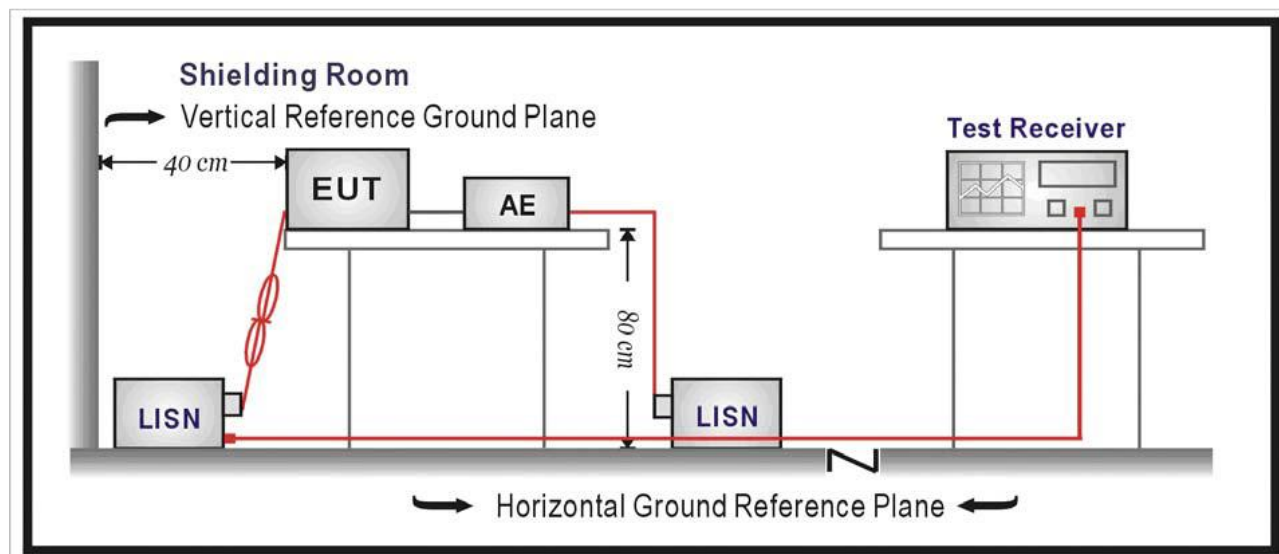 Shielding Room
Vertical Reference Ground Plane
40 cm
EUT
AE
Test Receiver
80 cm
LISN
LISN
Horizontal Ground Reference Plane